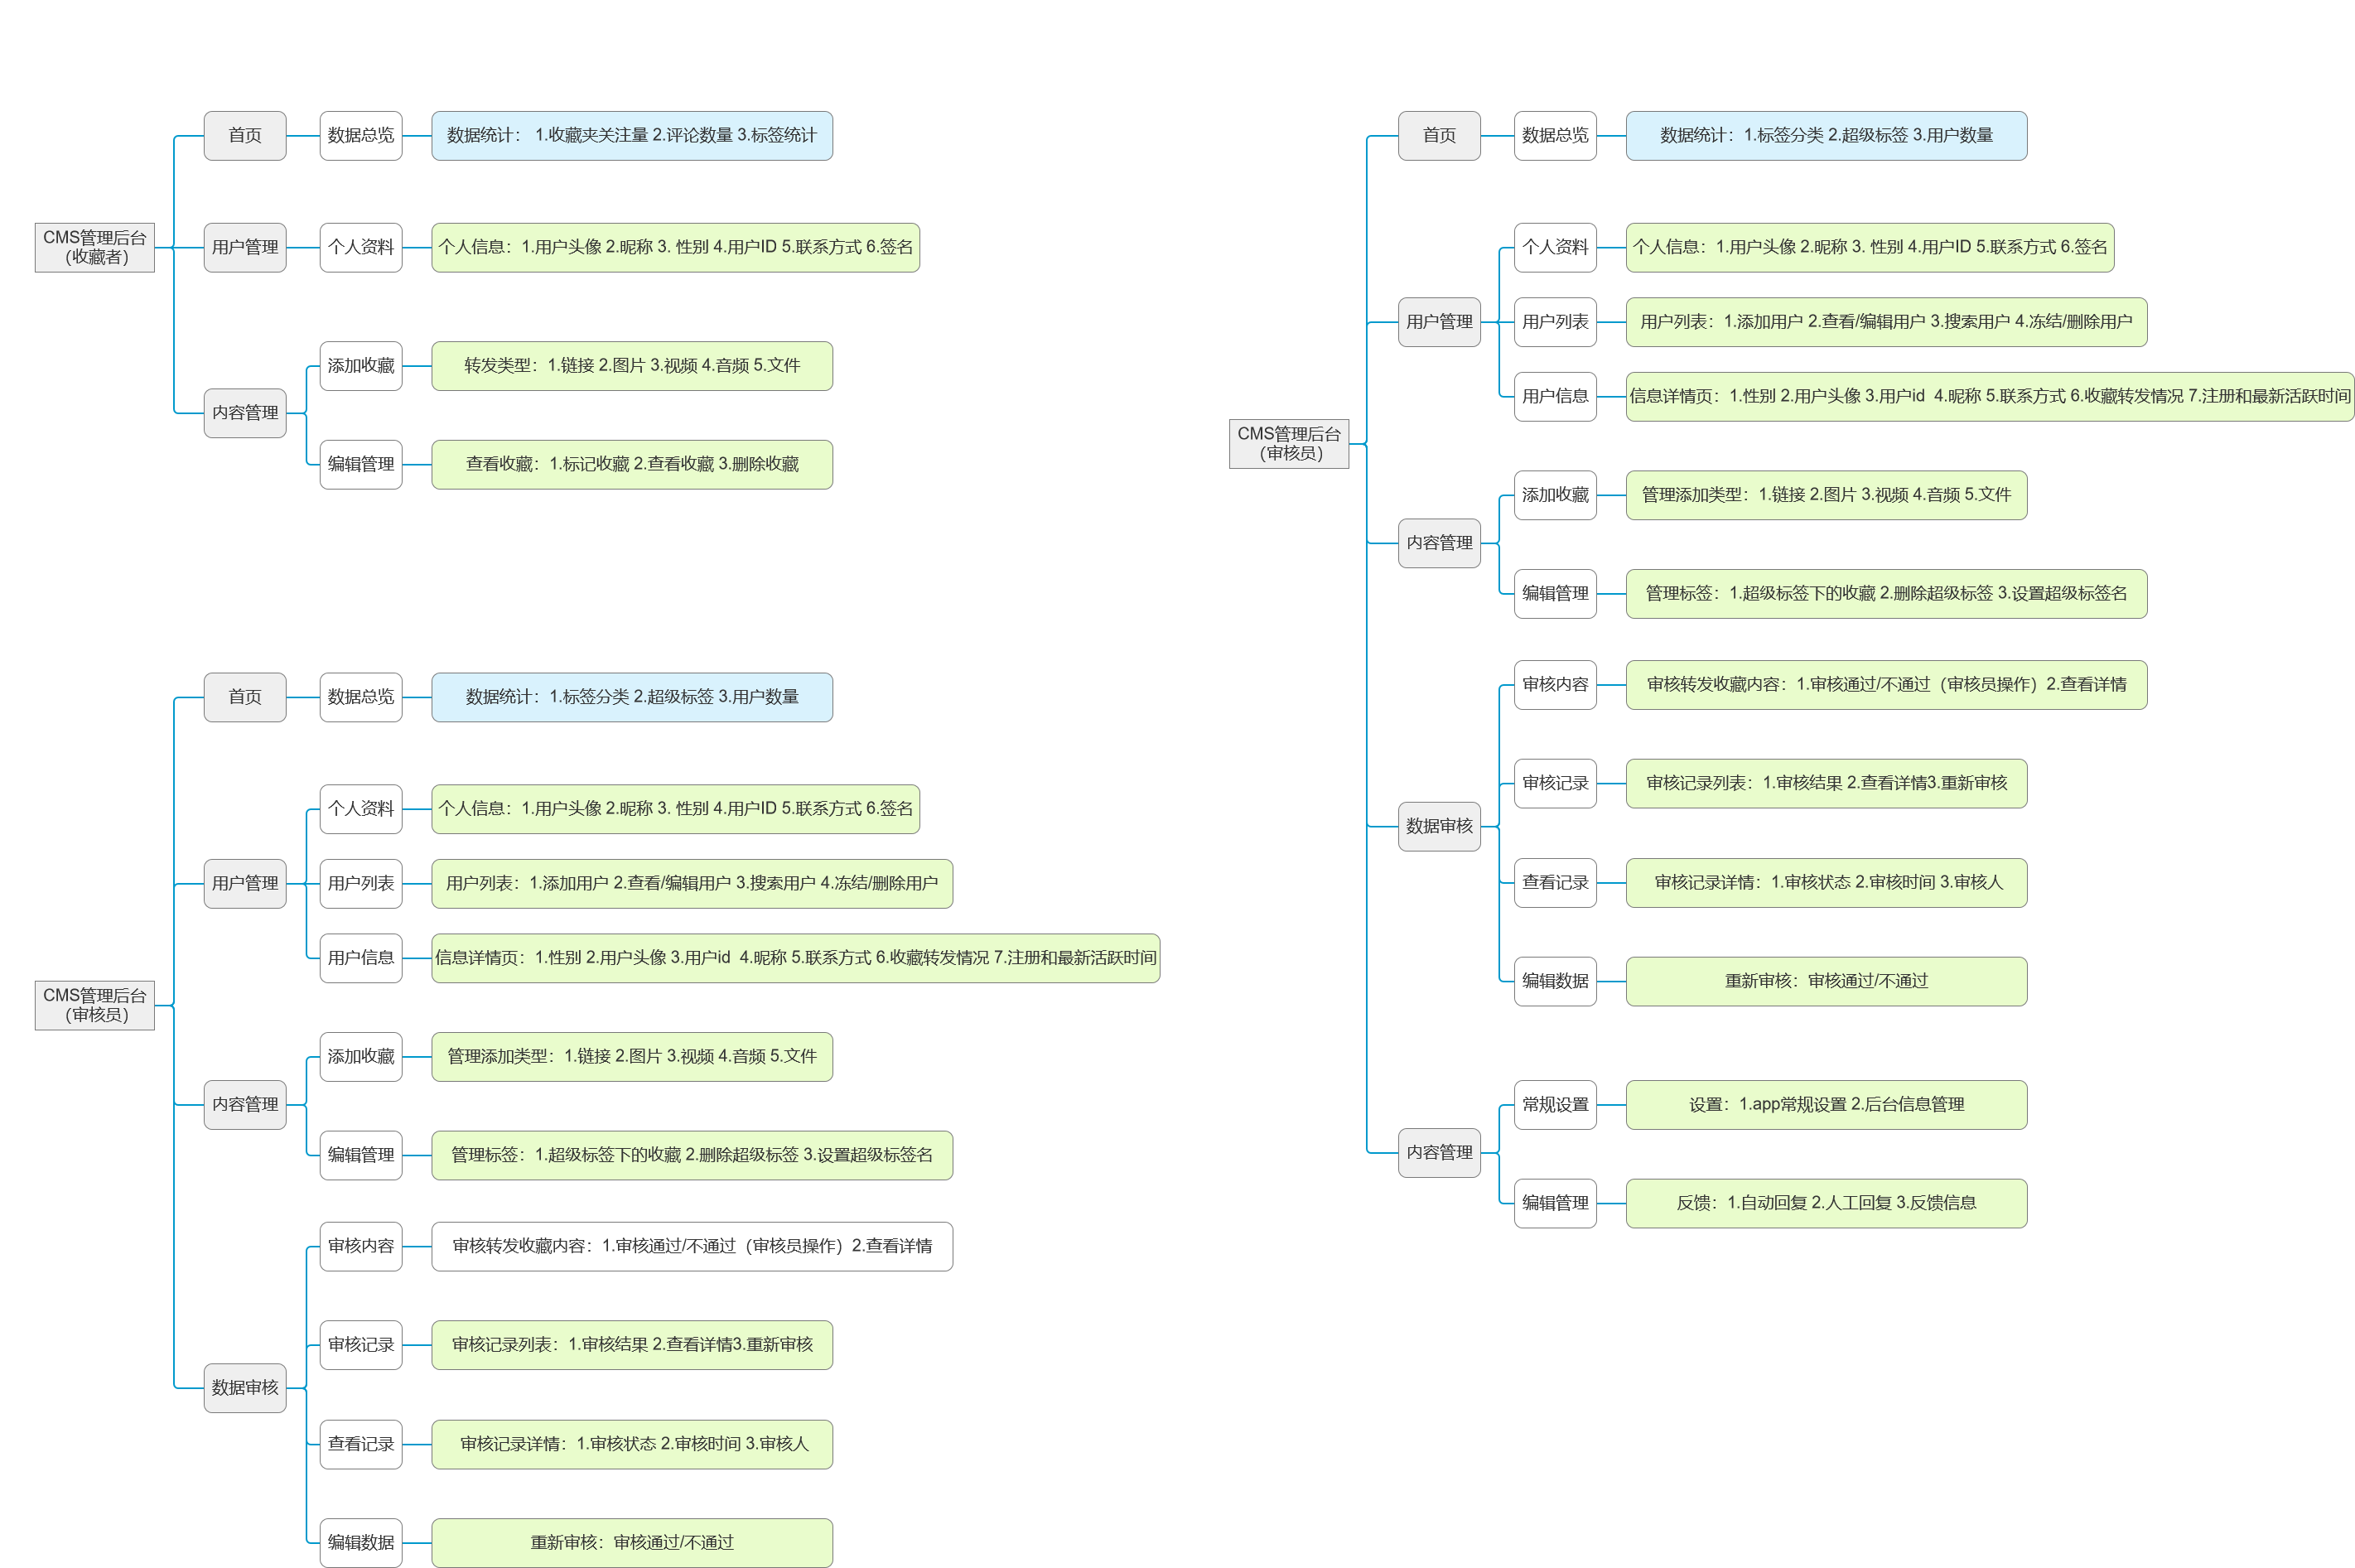 首页
数据总览
数据统计： 1.收藏夹关注量 2.评论数量 3.标签统计
CMS管理后台
(收藏者)
用户管理
个人资料
个人信息：1.用户头像 2.昵称 3. 性别 4.用户ID 5.联系方式 6.签名
内容管理
添加收藏
转发类型：1.链接 2.图片 3.视频 4.音频 5.文件
编辑管理
查看收藏：1.标记收藏 2.查看收藏 3.删除收藏
CMS管理后台
(审核员)
首页
数据总览
数据统计：1.标签分类 2.超级标签 3.用户数量
用户管理
个人资料
个人信息：1.用户头像 2.昵称 3. 性别 4.用户ID 5.联系方式 6.签名
用户列表
用户列表：1.添加用户 2.查看/编辑用户 3.搜索用户 4.冻结/删除用户
用户信息
信息详情页：1.性别 2.用户头像 3.用户id  4.昵称 5.联系方式 6.收藏转发情况 7.注册和最新活跃时间
内容管理
添加收藏
管理添加类型：1.链接 2.图片 3.视频 4.音频 5.文件
编辑管理
管理标签：1.超级标签下的收藏 2.删除超级标签 3.设置超级标签名
数据审核
审核内容
审核转发收藏内容：1.审核通过/不通过（审核员操作）2.查看详情
审核记录
审核记录列表：1.审核结果 2.查看详情3.重新审核
查看记录
审核记录详情：1.审核状态 2.审核时间 3.审核人
编辑数据
重新审核：审核通过/不通过
CMS管理后台
(审核员)
首页
数据总览
数据统计：1.标签分类 2.超级标签 3.用户数量
用户管理
个人资料
个人信息：1.用户头像 2.昵称 3. 性别 4.用户ID 5.联系方式 6.签名
用户列表
用户列表：1.添加用户 2.查看/编辑用户 3.搜索用户 4.冻结/删除用户
用户信息
信息详情页：1.性别 2.用户头像 3.用户id  4.昵称 5.联系方式 6.收藏转发情况 7.注册和最新活跃时间
内容管理
添加收藏
管理添加类型：1.链接 2.图片 3.视频 4.音频 5.文件
编辑管理
管理标签：1.超级标签下的收藏 2.删除超级标签 3.设置超级标签名
数据审核
审核内容
审核转发收藏内容：1.审核通过/不通过（审核员操作）2.查看详情
审核记录
审核记录列表：1.审核结果 2.查看详情3.重新审核
查看记录
审核记录详情：1.审核状态 2.审核时间 3.审核人
编辑数据
重新审核：审核通过/不通过
内容管理
常规设置
设置：1.app常规设置 2.后台信息管理
编辑管理
反馈：1.自动回复 2.人工回复 3.反馈信息